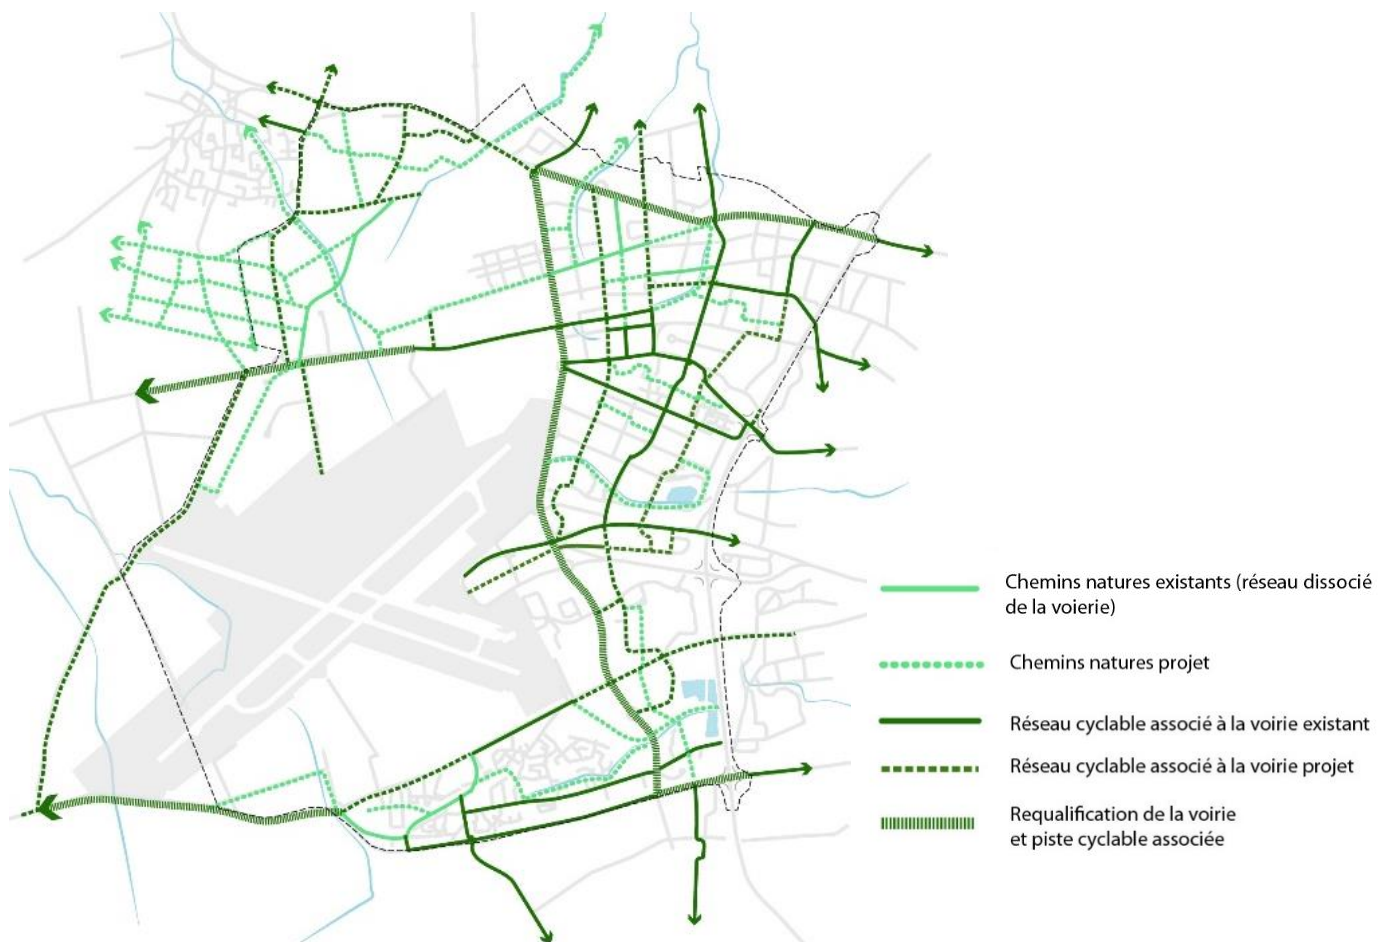 Chemins natures existants (réseau dissocié
de la voierie)
Chemins natures projet
Réseau cyclable associé à la voirie existant
Réseau cyclable associé à la voirie projet
Requalification de la voirie
et piste cyclable associée